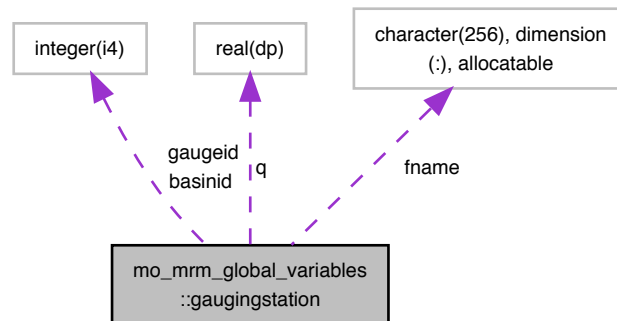 integer(i4)
real(dp)
character(256), dimension
(:), allocatable
gaugeid
basinid
q
fname
mo_mrm_global_variables
::gaugingstation